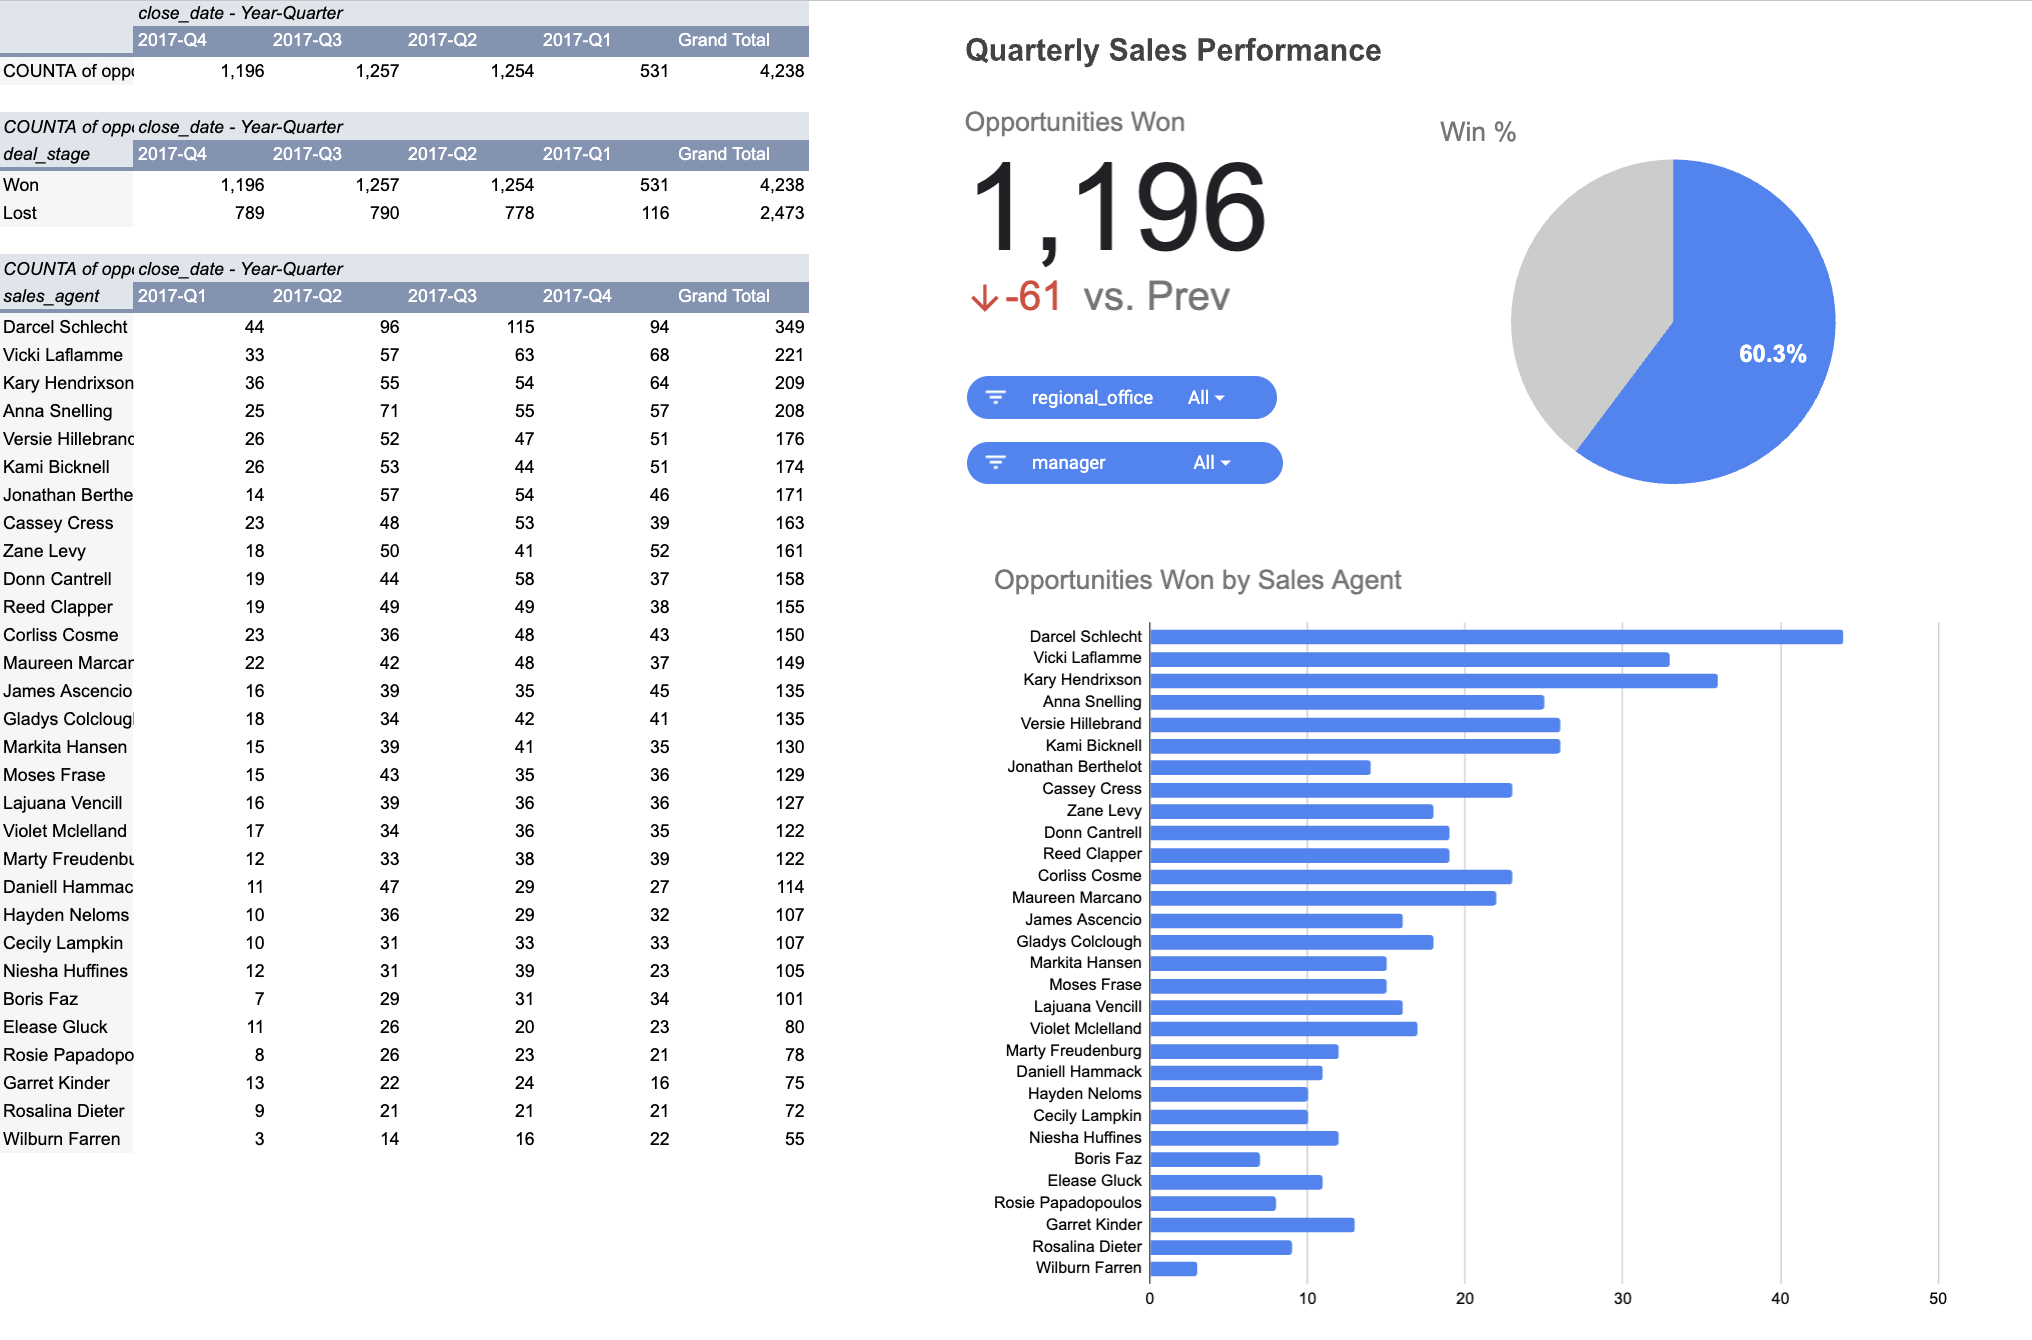 close_date - Year-Quarter
2017-Q4 2017-Q3 2017-Q2 2017-Q1 Grand Total
COUNTA of oppo 1,196 1,257 1,254 531 4,238
COUNTA of oppo close_date - Year-Quarter
deal_stage 2017-Q4 2017-Q3 2017-Q2 2017-Q1 Grand Total
Won 1,196 1,257 1,254 531 4,238
Lost 789 790 778 116 2,473
COUNTA of oppo close_date - Year-Quarter
sales_agent 2017-Q1 2017-Q2 2017-Q3 2017-Q4 Grand Total
Darcel Schlecht 44 96 115 94 349
Vicki Laflamme 33 57 63 68 221
Kary Hendrixson 36 55 54 64 209
Anna Snelling 25 71 55 57 208
Versie Hillebrand 26 52 47 51 176
Kami Bicknell 26 53 44 51 174
Jonathan Berthe 14 57 54 46 171
Cassey Cress 23 48 53 39 163
Zane Levy 18 50 41 52 161
Donn Cantrell 19 44 58 37 158
Reed Clapper 19 49 49 38 155
Corliss Cosme 23 36 48 43 150
Maureen Marcan 22 42 48 37 149
James Ascencio 16 39 35 45 135
Gladys Colclough 18 34 42 41 135
Markita Hansen 15 39 41 35 130
Moses Frase 15 43 35 36 129
Lajuana Vencill 16 39 36 36 127
Violet Mclelland 17 34 36 35 122
Marty Freudenbu 12 33 38 39 122
Daniell Hammac 11 47 29 27 114
Hayden Neloms 10 36 29 32 107
Cecily Lampkin 10 31 33 33 107
Niesha Huffines 12 31 39 23 105
Boris Faz 7 29 31 34 101
Elease Gluck 11 26 20 23 80
Rosie Papadopo 8 26 23 21 78
Garret Kinder 13 22 24 16 75
Rosalina Dieter 9 21 21 21 72
Wilburn Farren 3 14 16 22 55
Quarterly Sales Performance
Opportunities Won
1,196
-61 vs. Prev
regional_office All
manager All
Win %
60.3%
Opportunities Won by Sales Agent
Darcel Schlecht
Vicki Laflamme
Kary Hendrixson
Anna Snelling
Versie Hillebrand
Kami Bicknell
Jonathan Berthelot
Cassey Cress
Zane Levy
Donn Cantrell
Reed Clapper
Corliss Cosme
Maureen Marcano
James Ascencio
Gladys Colclough
Markita Hansen
Moses Frase
Lajuana Vencill
Violet Mclelland
Marty Freudenburg
Daniell Hammack
Hayden Neloms
Cecily Lampkin
Niesha Huffines
Boris Faz
Elease Gluck
Rosie Papadopoulos
Garret Kinder
Rosalina Dieter
Wilburn Farren
0 10 20 30 40 50